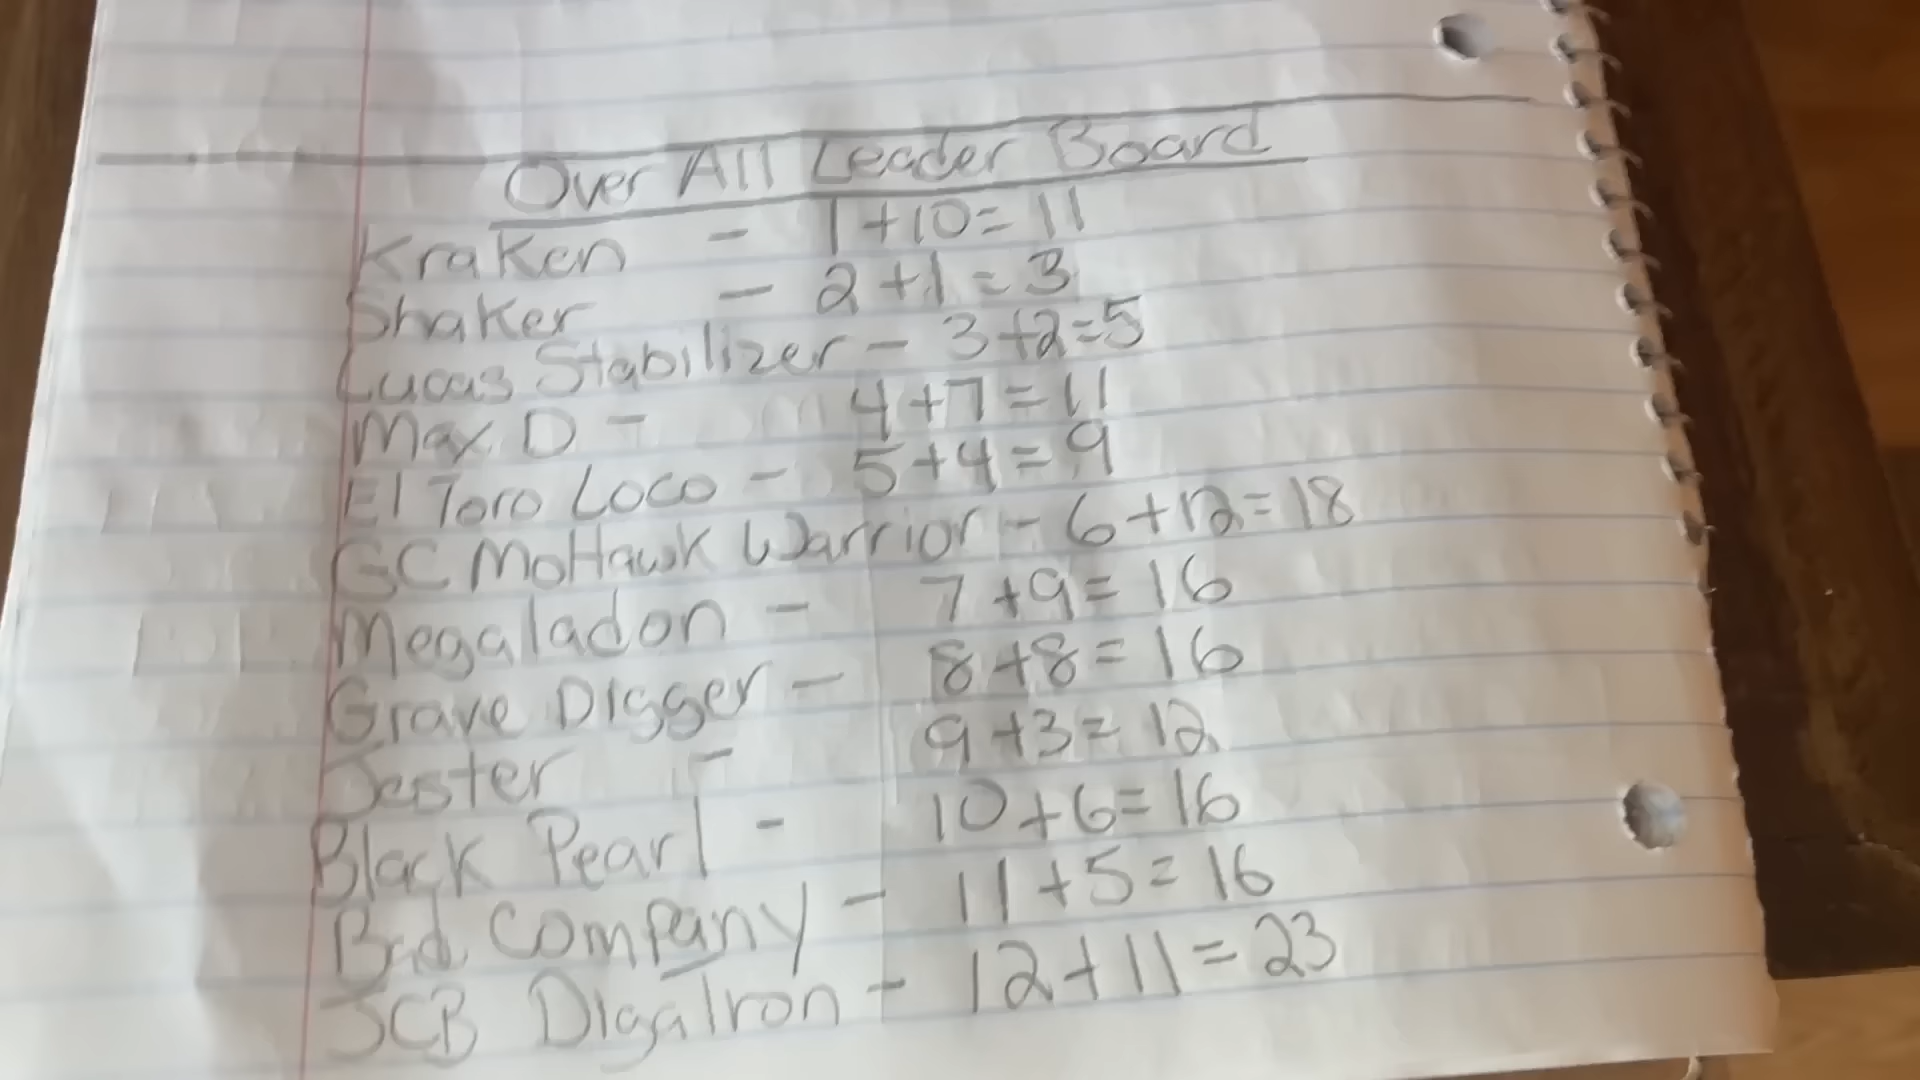 Over All Leader Board
Kraken - 1+10=11
Shaker - 2+1=3
Lucas Stabilizer - 3+2=5
Max D - 4+7=11
El Toro Loco - 5+4=9
GC MoHawk Warrior - 6+12=18
Megaladon - 7+9=16
Grave Digger - 8+8=16
Jester - 9+3=12
Black Pearl - 10+6=16
Bad Company - 11+5=16
JCB Digatron - 12+11=23